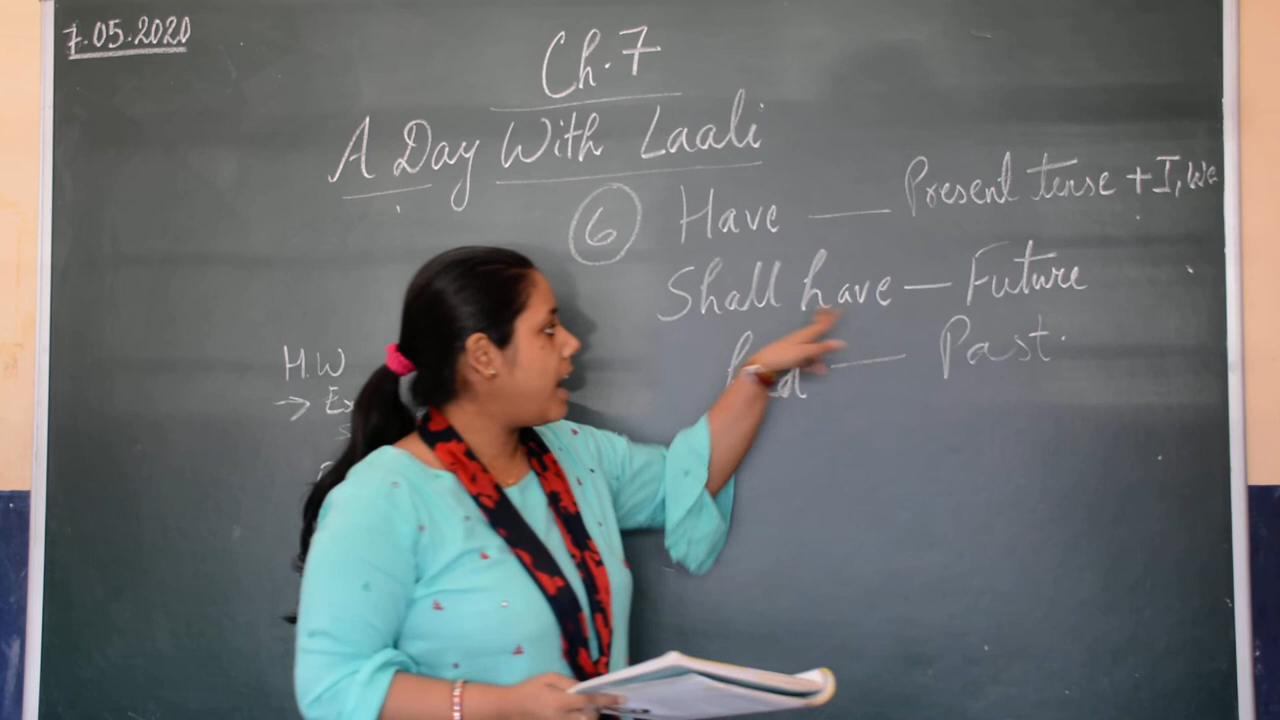 7.05.2020
Ch. 7
A Day With Laali
6 Have — Present tense + I, We
Shall have — Future
— Past.
H.W
→